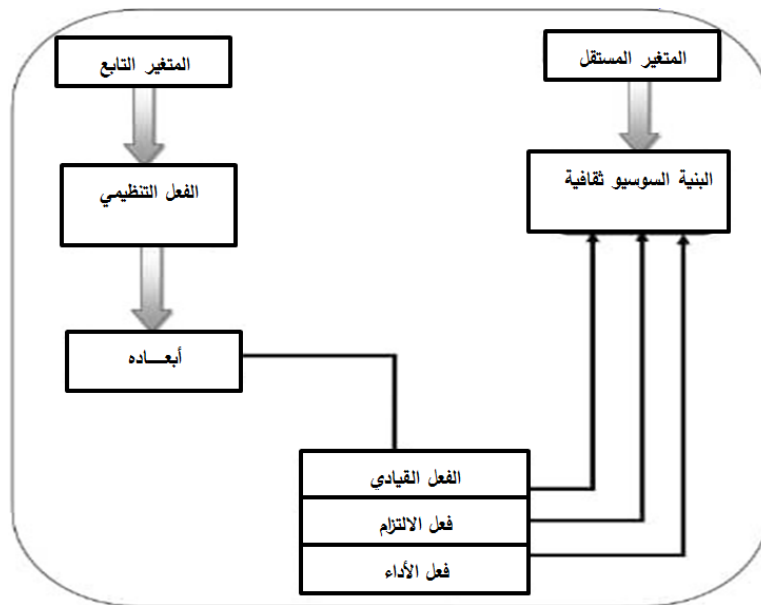 المتغير المستقل
المتغير التابع
البنية السوسيو ثقافية
الفعل التنظيمي
أبعـــاده
الفعل القيادي
فعل الالتزام
فعل الأداء